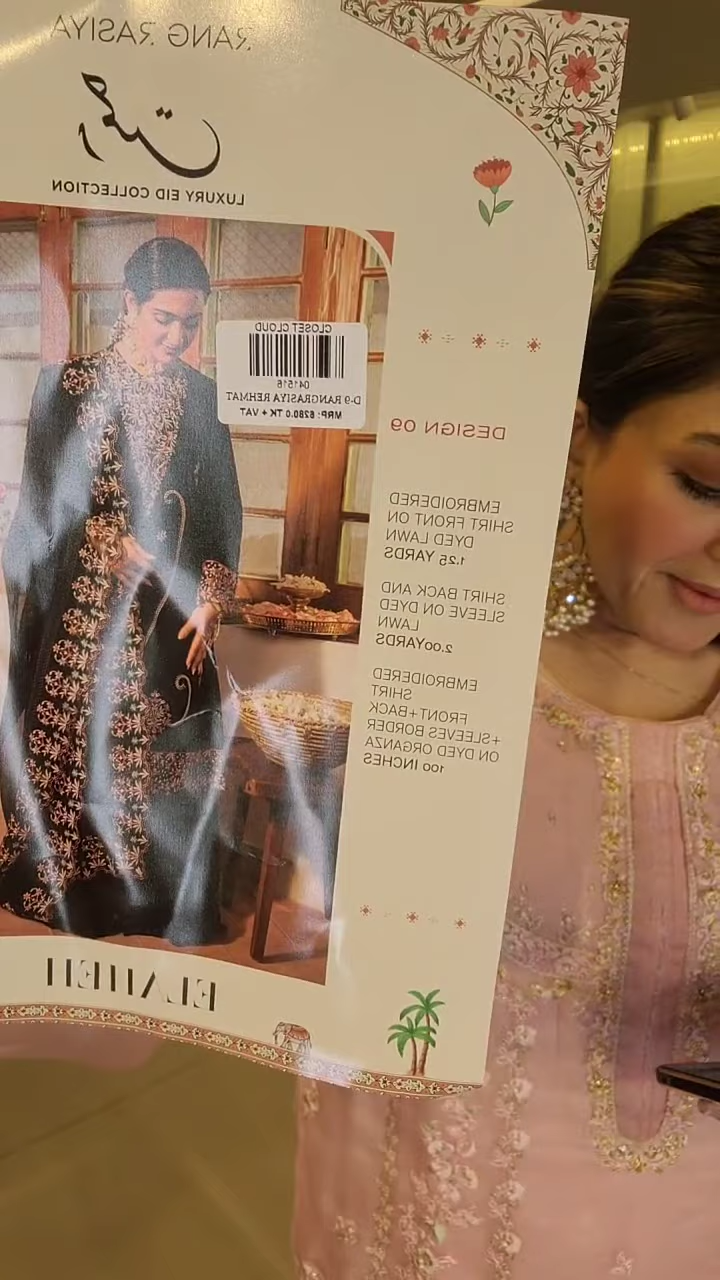 RANG RASIYA
رحمت
LUXURY EID COLLECTION
CLOSET CLOUD
041516
D-9 RANGRASIYA REHMAT
MRP: 6280.0 TK + VAT
DESIGN 09
EMBROIDERED
SHIRT FRONT ON
DYED LAWN
1.25 YARDS
SHIRT BACK AND
SLEEVE ON DYED
LAWN
2.00YARDS
EMBROIDERED
SHIRT
FRONT+BACK
+SLEEVES BORDER
ON DYED ORGANZA
100 INCHES